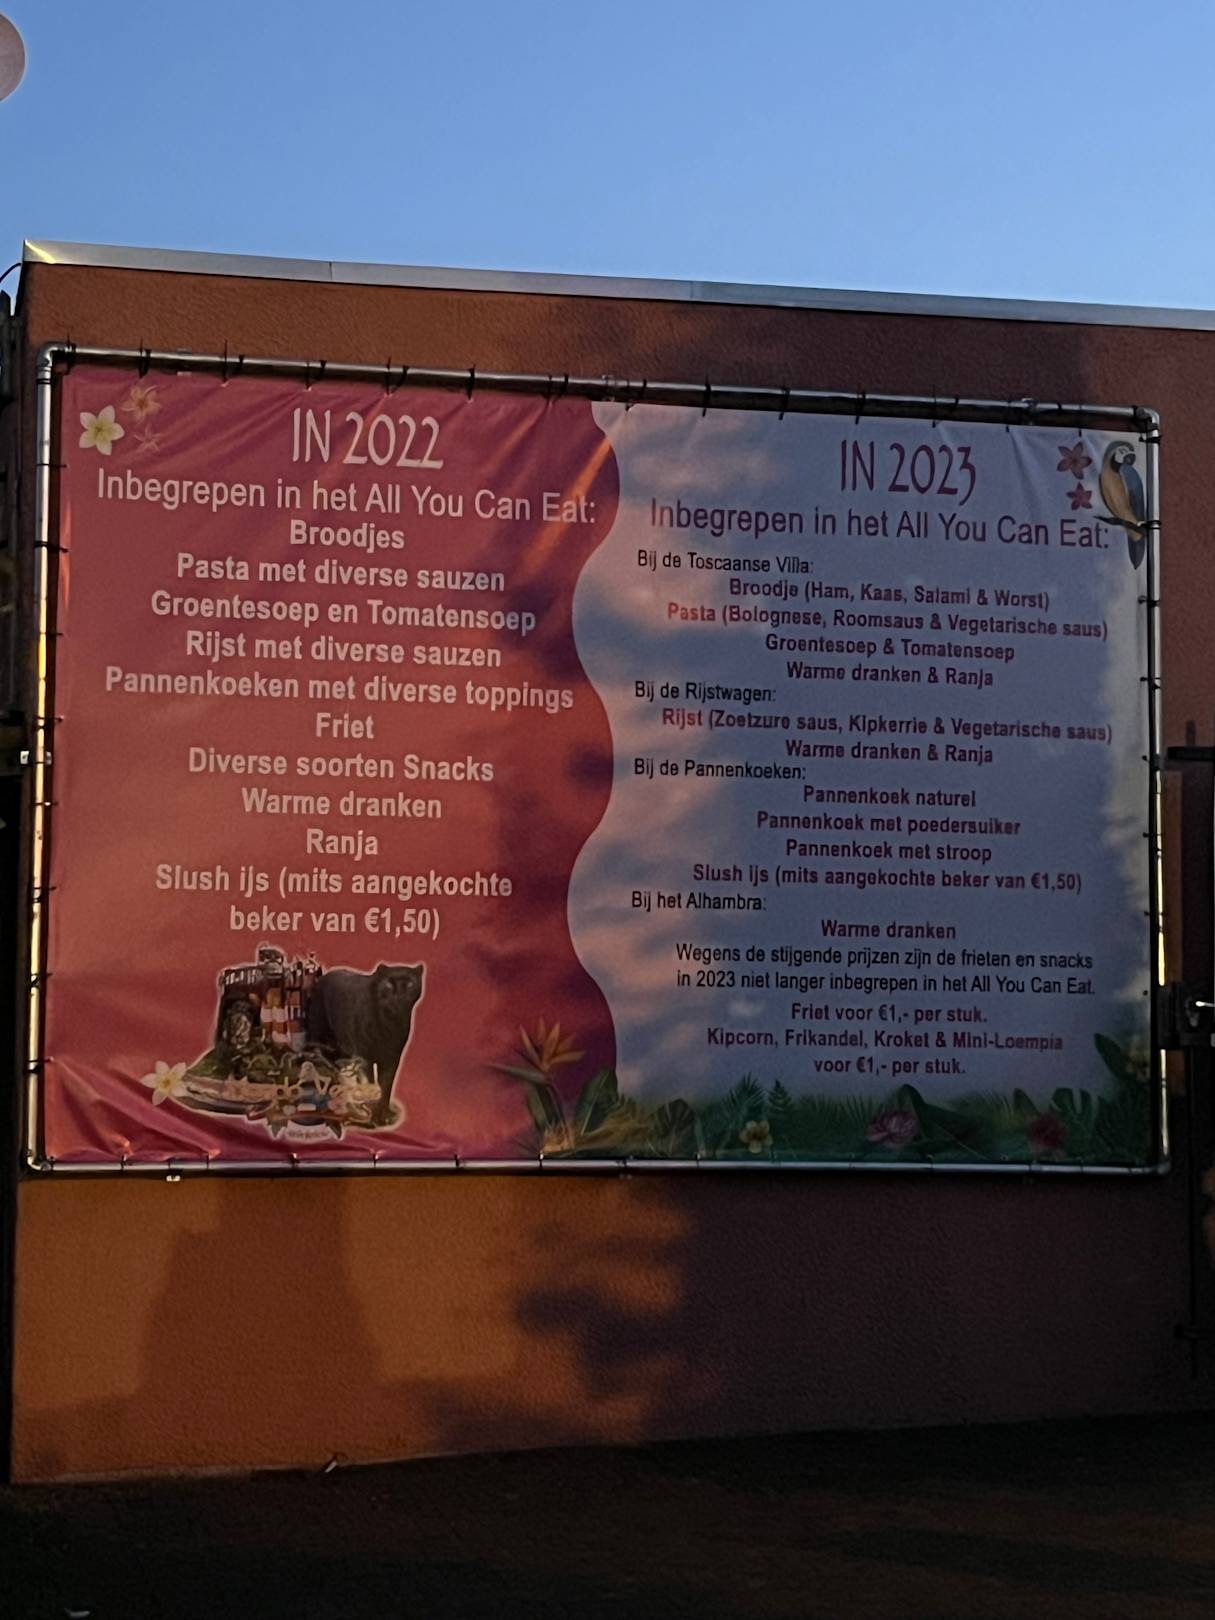 IN 2022
Inbegrepen in het All You Can Eat:
Broodjes
Pasta met diverse sauzen
Groentesoep en Tomatensoep
Rijst met diverse sauzen
Pannenkoeken met diverse toppings
Friet
Diverse soorten Snacks
Warme dranken
Ranja
Slush ijs (mits aangekochte
beker van €1,50)
IN 2023
Inbegrepen in het All You Can Eat:
Bij de Toscaanse Villa:
Broodje (Ham, Kaas, Salami & Worst)
Pasta (Bolognese, Roomsaus & Vegetarische saus)
Groentesoep & Tomatensoep
Warme dranken & Ranja
Bij de Rijstwagen:
Rijst (Zoetzure saus, Kipkerrie & Vegetarische saus)
Warme dranken & Ranja
Bij de Pannenkoeken:
Pannenkoek naturel
Pannenkoek met poedersuiker
Pannenkoek met stroop
Slush ijs (mits aangekochte beker van €1,50)
Bij het Alhambra:
Warme dranken
Wegens de stijgende prijzen zijn de frieten en snacks
in 2023 niet langer inbegrepen in het All You Can Eat.
Friet voor €1,- per stuk.
Kipcorn, Frikandel, Kroket & Mini-Loempia
voor €1,- per stuk.